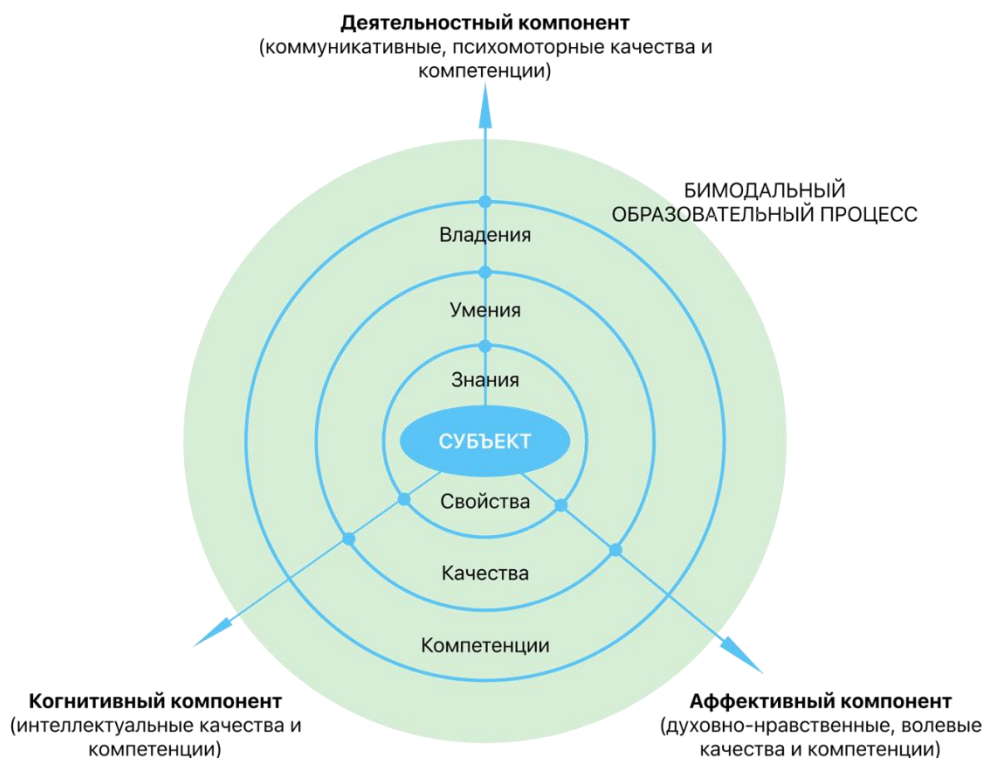 Деятельностный компонент
(коммуникативные, психомоторные качества и
компетенции)
БИМОДАЛЬНЫЙ
ОБРАЗОВАТЕЛЬНЫЙ ПРОЦЕСС
Владения
Умения
Знания
СУБЪЕКТ
Свойства
Качества
Компетенции
Когнитивный компонент
(интеллектуальные качества и
компетенции)
Аффективный компонент
(духовно-нравственные, волевые
качества и компетенции)